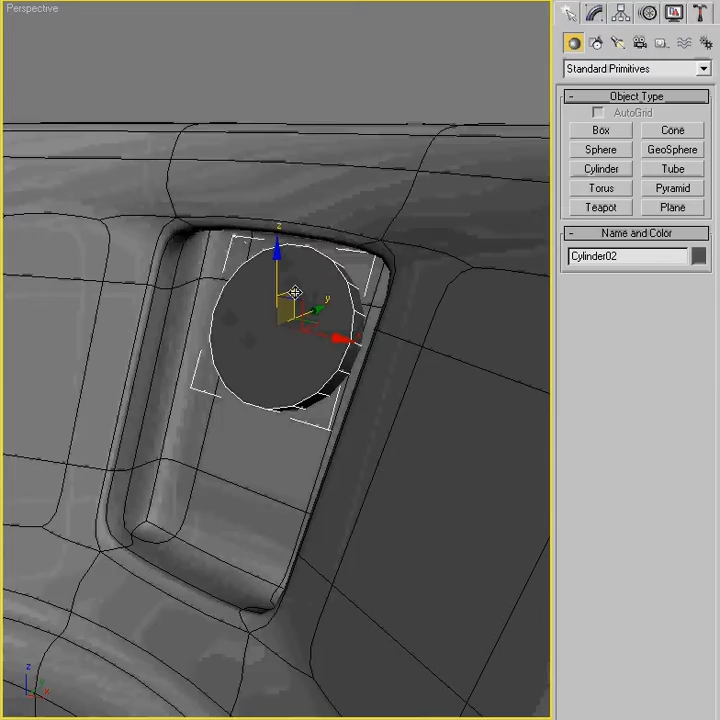 Perspective
Standard Primitives
- Object Type
AutoGrid
Box Cone
Sphere GeoSphere
Cylinder Tube
Torus Pyramid
Teapot Plane
- Name and Color
Cylinder02
z
y
z
x